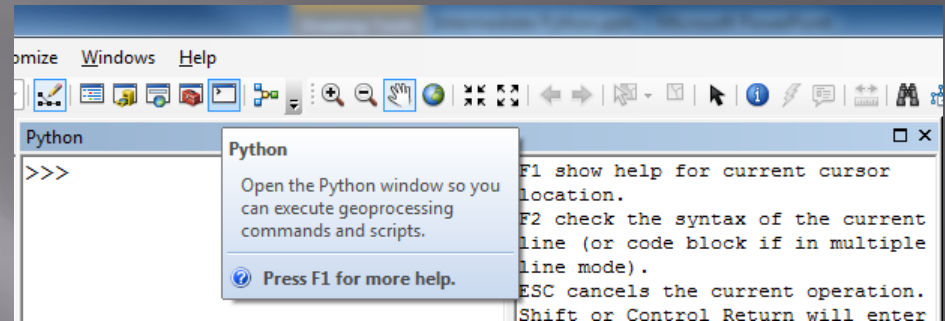 omize Windows Help
Python
>>>
Python
Open the Python window so you
can execute geoprocessing
commands and scripts.
Press F1 for more help.
F1 show help for current cursor
location.
F2 check the syntax of the current
line (or code block if in multiple
line mode).
ESC cancels the current operation.
Shift or Control Return will enter